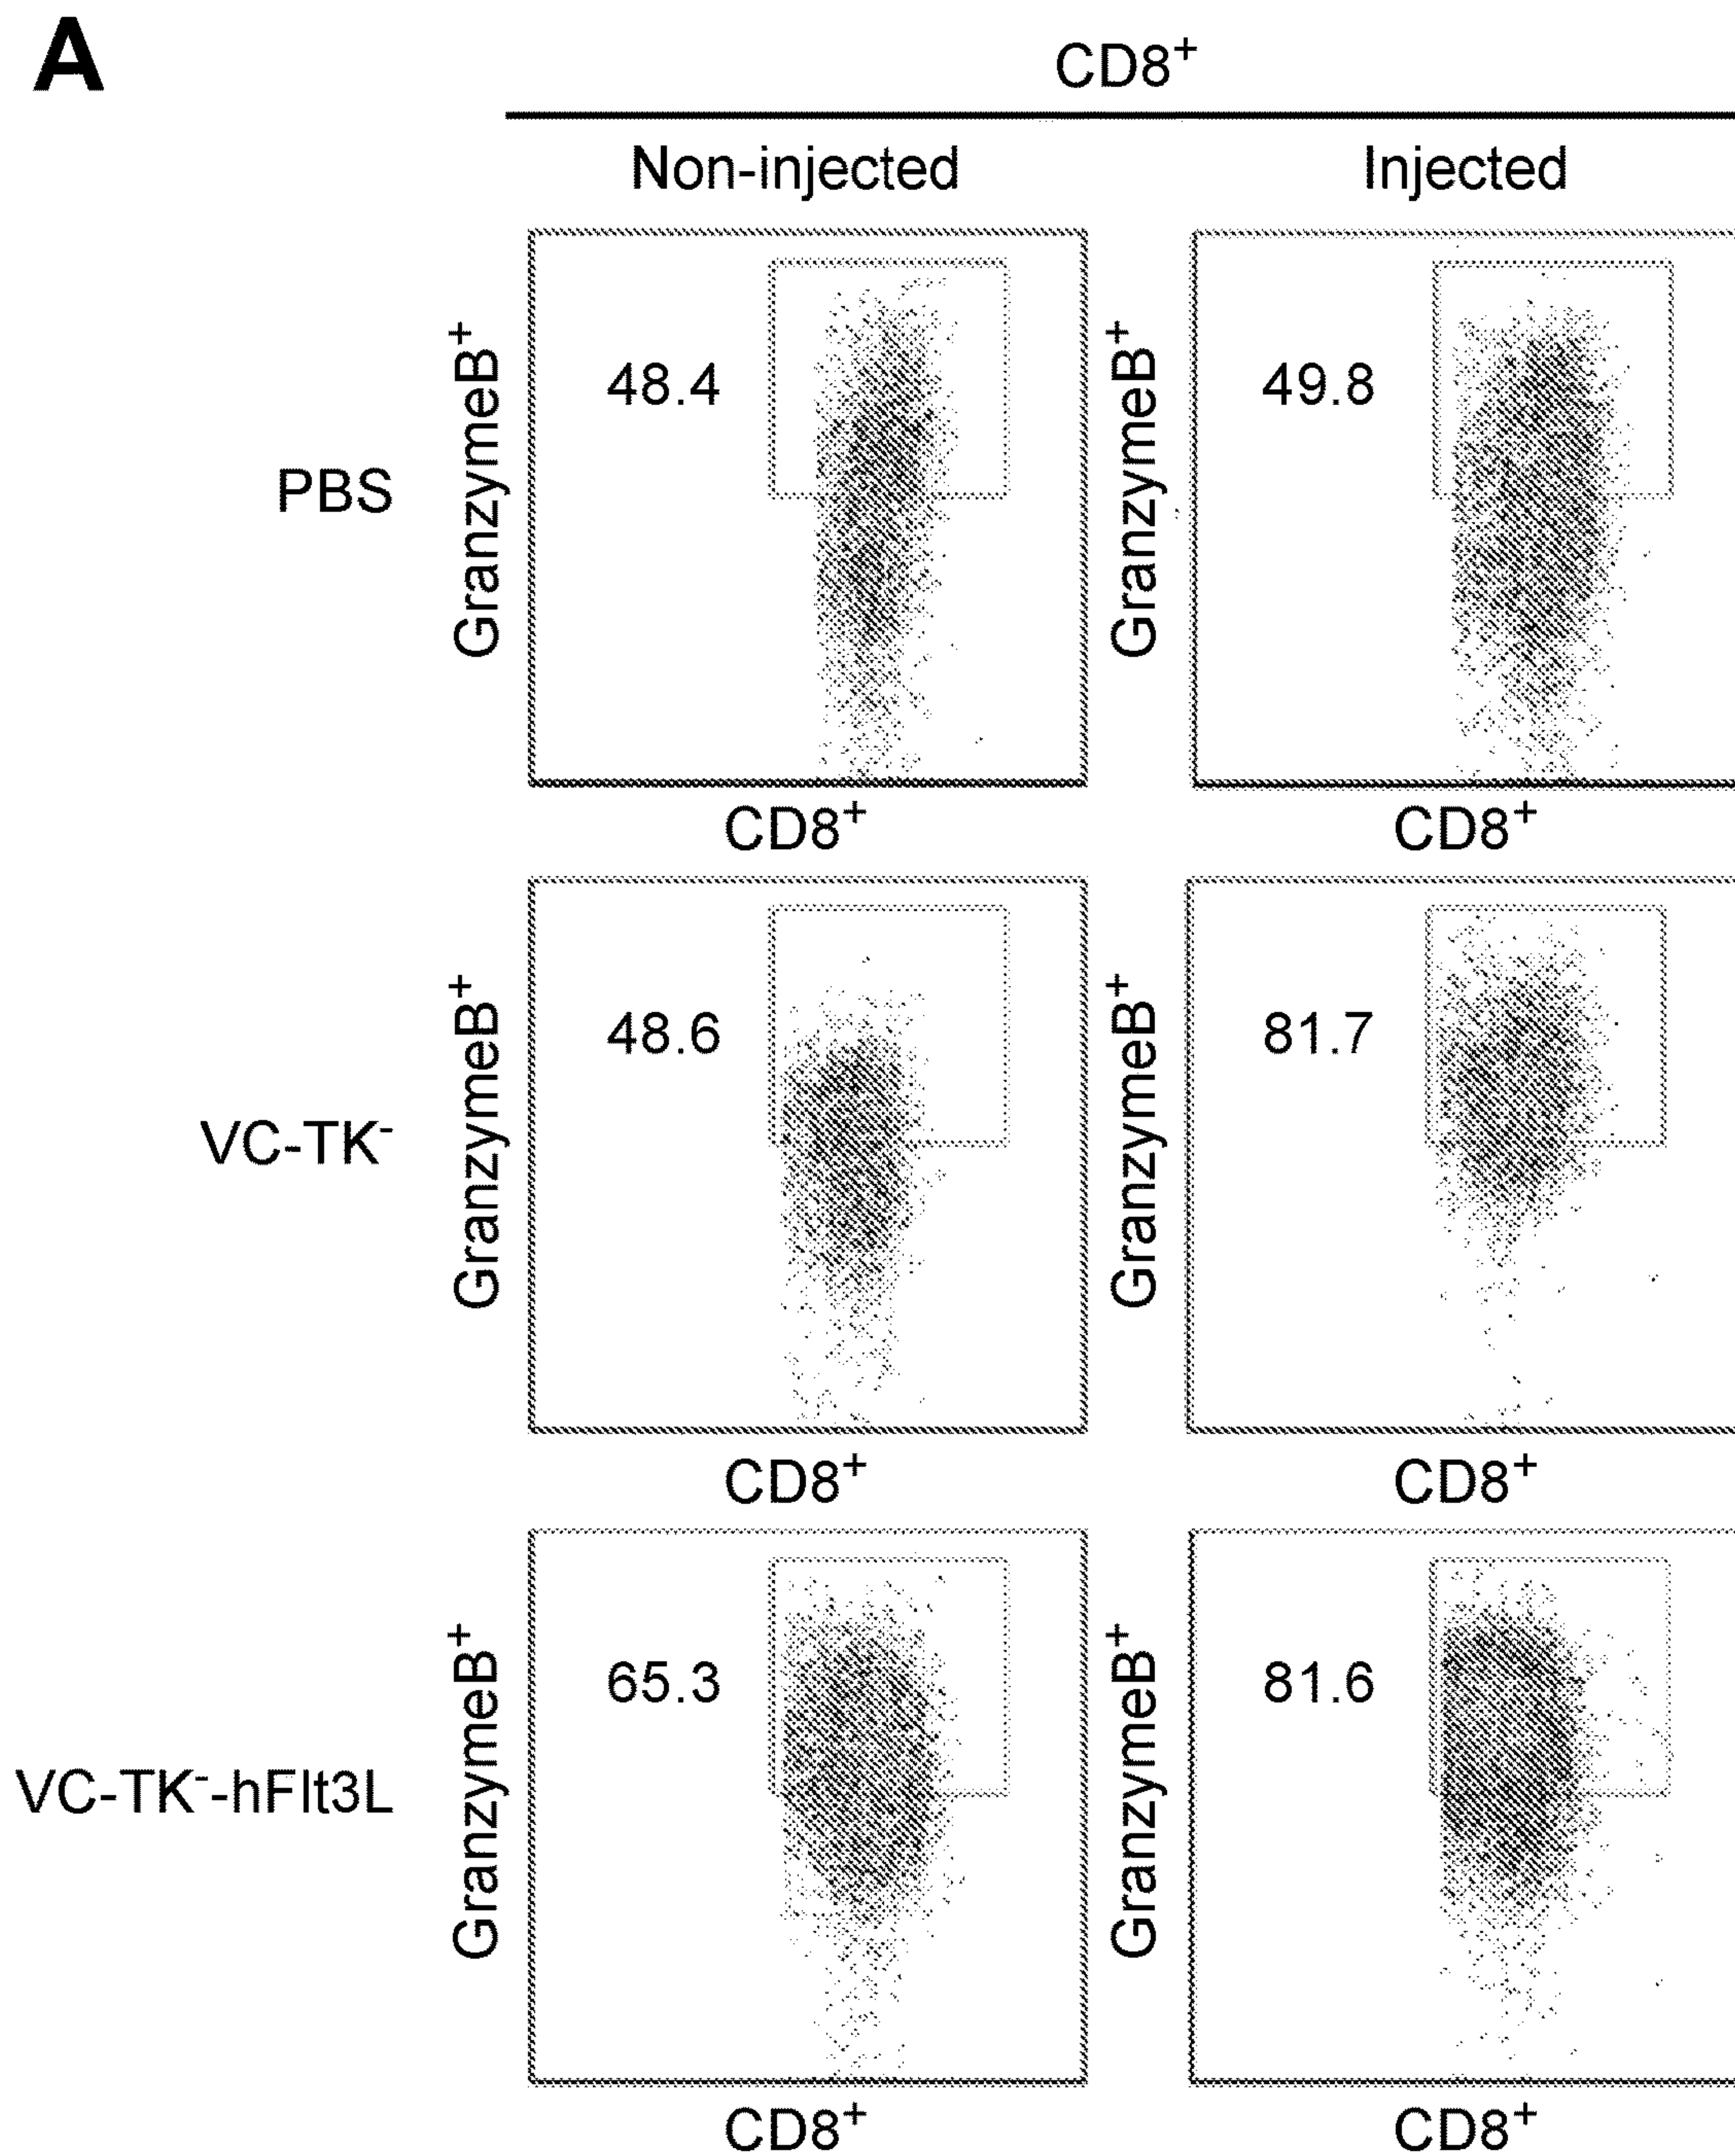 A
CD8⁺
Non-injected
Injected
PBS
GranzymeB⁺
48.4
CD8⁺
GranzymeB⁺
49.8
CD8⁺
VC-TK⁻
GranzymeB⁺
48.6
CD8⁺
GranzymeB⁺
81.7
CD8⁺
VC-TK⁻-hFlt3L
GranzymeB⁺
65.3
CD8⁺
GranzymeB⁺
81.6
CD8⁺